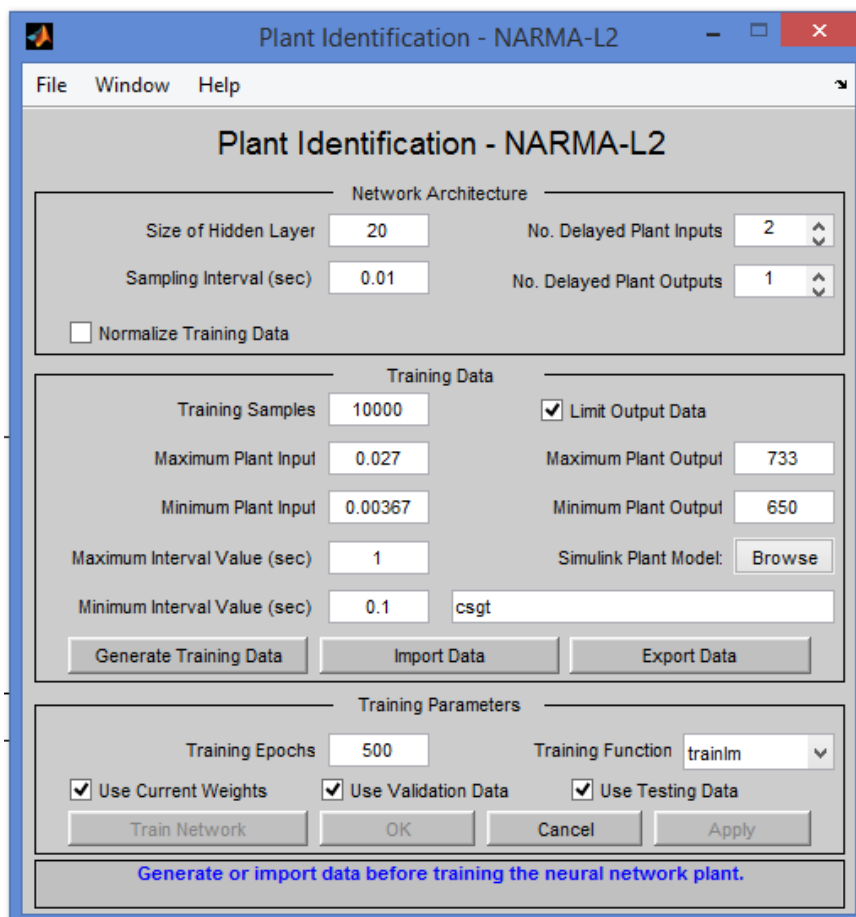 Plant Identification - NARMA-L2
File Window Help
Plant Identification - NARMA-L2
Network Architecture
Size of Hidden Layer 20 No. Delayed Plant Inputs 2
Sampling Interval (sec) 0.01 No. Delayed Plant Outputs 1
Normalize Training Data
Training Data
Training Samples 10000 Limit Output Data
Maximum Plant Input 0.027 Maximum Plant Output 733
Minimum Plant Input 0.00367 Minimum Plant Output 650
Maximum Interval Value (sec) 1 Simulink Plant Model: Browse
Minimum Interval Value (sec) 0.1 csgt
Generate Training Data Import Data Export Data
Training Parameters
Training Epochs 500 Training Function trainlm
Use Current Weights Use Validation Data Use Testing Data
Train Network OK Cancel Apply
Generate or import data before training the neural network plant.